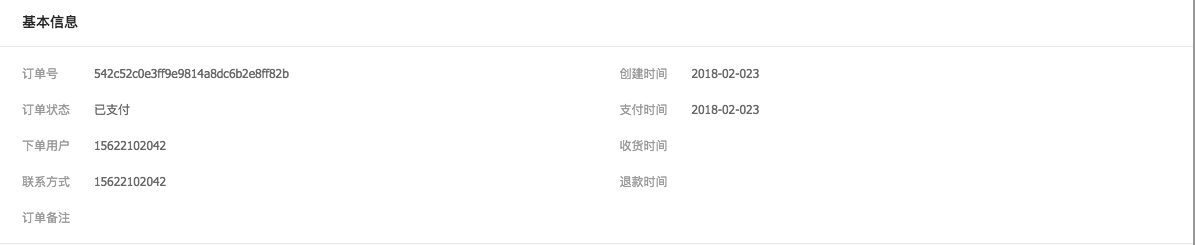 基本信息
订单号 542c52c0e3ff9e9814a8dc6b2e8ff82b 创建时间 2018-02-023
订单状态 已支付 支付时间 2018-02-023
下单用户 15622102042 收货时间
联系方式 15622102042 退款时间
订单备注